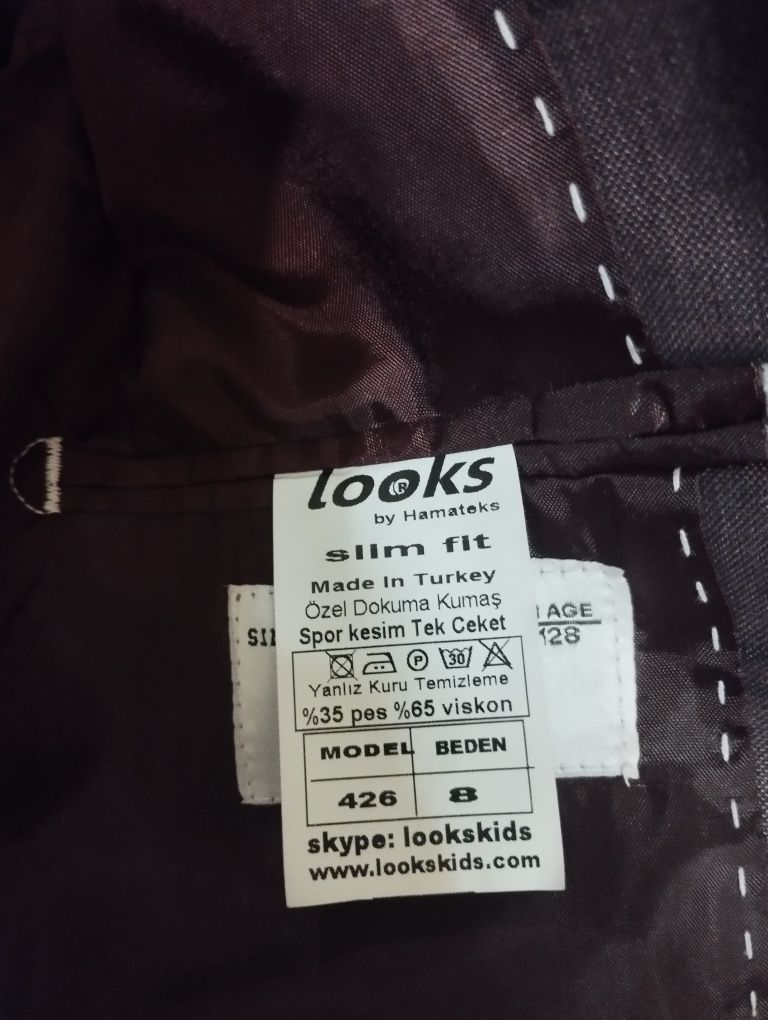 looks
®
by Hamateks
slim fit
Made In Turkey
Özel Dokuma Kumaş
Spor kesim Tek Ceket
P 30
Yanlız Kuru Temizleme
%35 pes %65 viskon
MODEL BEDEN
426 8
skype: lookskids
www.lookskids.com
AGE
128